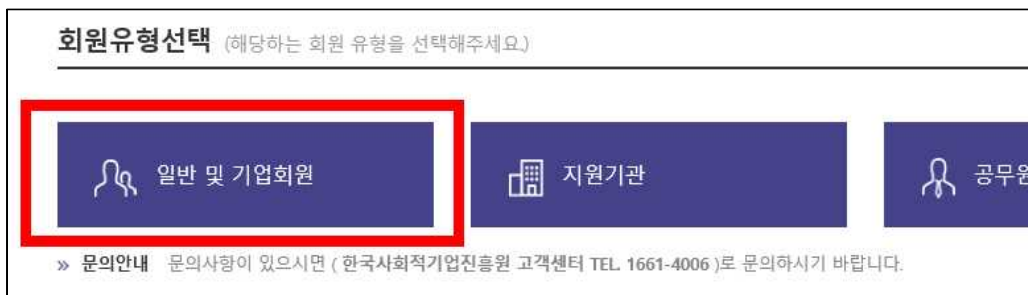 회원유형선택 (해당하는 회원 유형을 선택해주세요.)
일반 및 기업회원 지원기관
» 문의안내 문의사항이 있으시면 ( 한국사회적기업진흥원 고객센터 TEL. 1661-4006 )로 문의하시기 바랍니다.